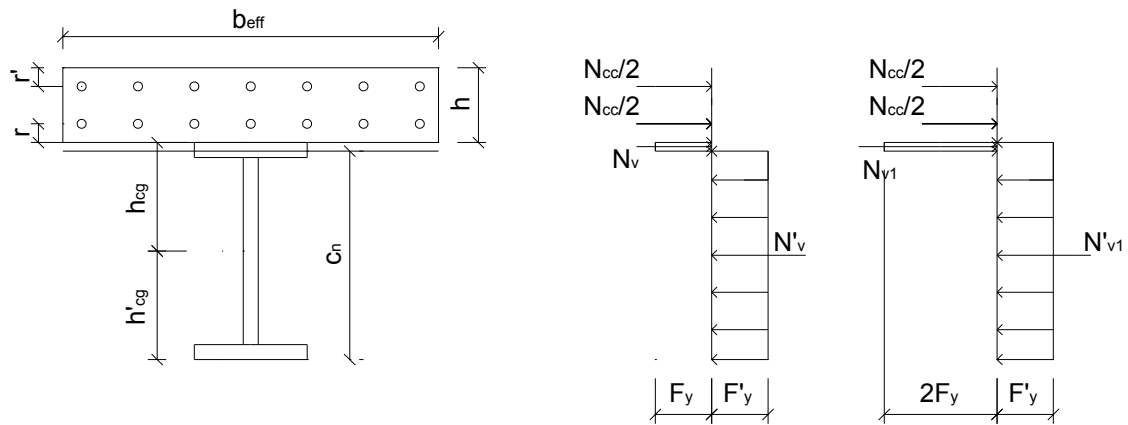 beff
r'
r
h
hcg
h'cg
cn
Ncc/2
Ncc/2
Nv
N'v
Fy
F'y
Ncc/2
Ncc/2
Nv1
N'v1
2Fy
F'y